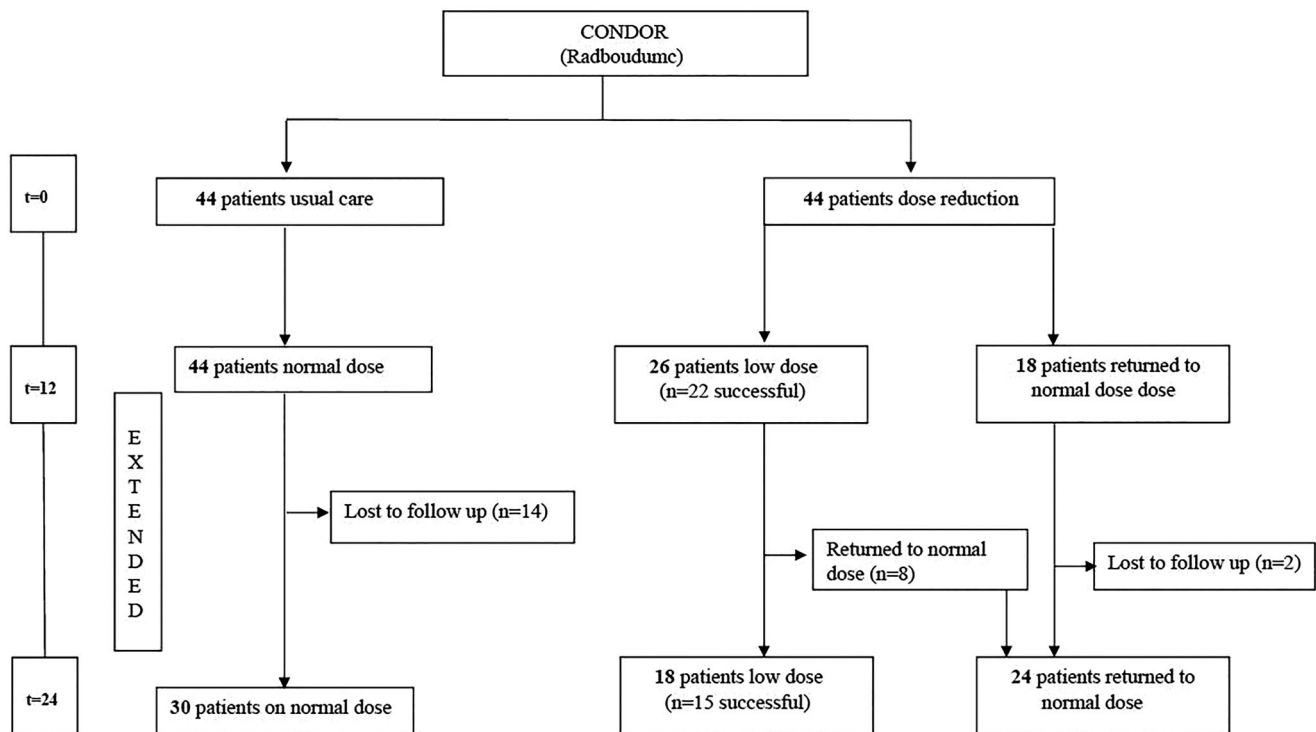 CONDOR
(Radboudumc)
t=0
44 patients usual care
44 patients dose reduction
t=12
44 patients normal dose
26 patients low dose
(n=22 successful)
18 patients returned to
normal dose dose
E
X
T
E
N
D
E
D
Lost to follow up (n=14)
Returned to normal
dose (n=8)
Lost to follow up (n=2)
t=24
30 patients on normal dose
18 patients low dose
(n=15 successful)
24 patients returned to
normal dose